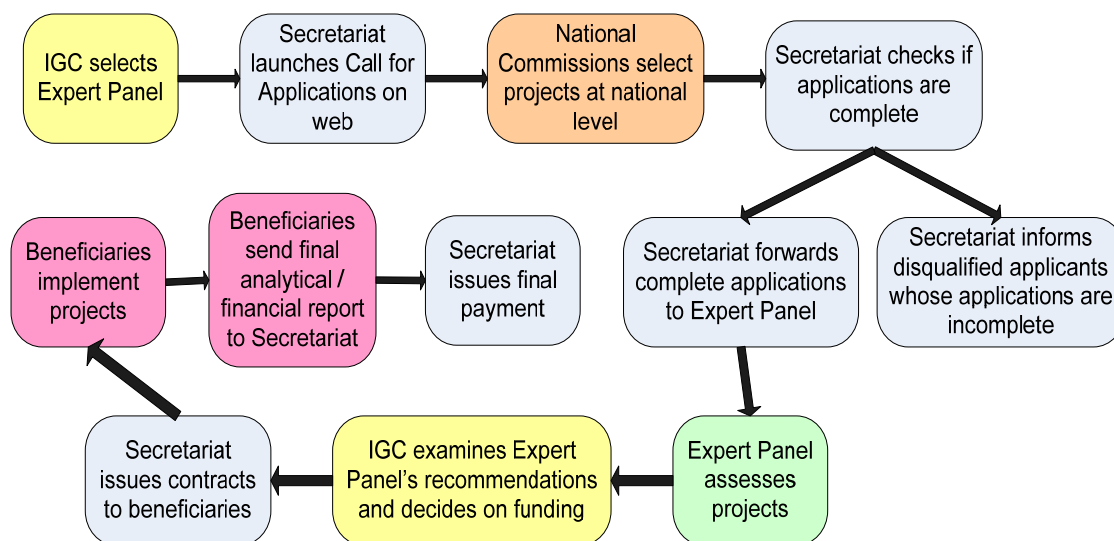 IGC selects
Expert Panel
Secretariat
launches Call for
Applications on
web
National
Commissions select
projects at national
level
Secretariat checks if
applications are
complete
Secretariat forwards
complete applications
to Expert Panel
Secretariat informs
disqualified applicants
whose applications are
incomplete
Expert Panel
assesses
projects
IGC examines Expert
Panel’s recommendations
and decides on funding
Secretariat
issues contracts
to beneficiaries
Beneficiaries
implement
projects
Beneficiaries
send final
analytical /
financial report
to Secretariat
Secretariat
issues final
payment